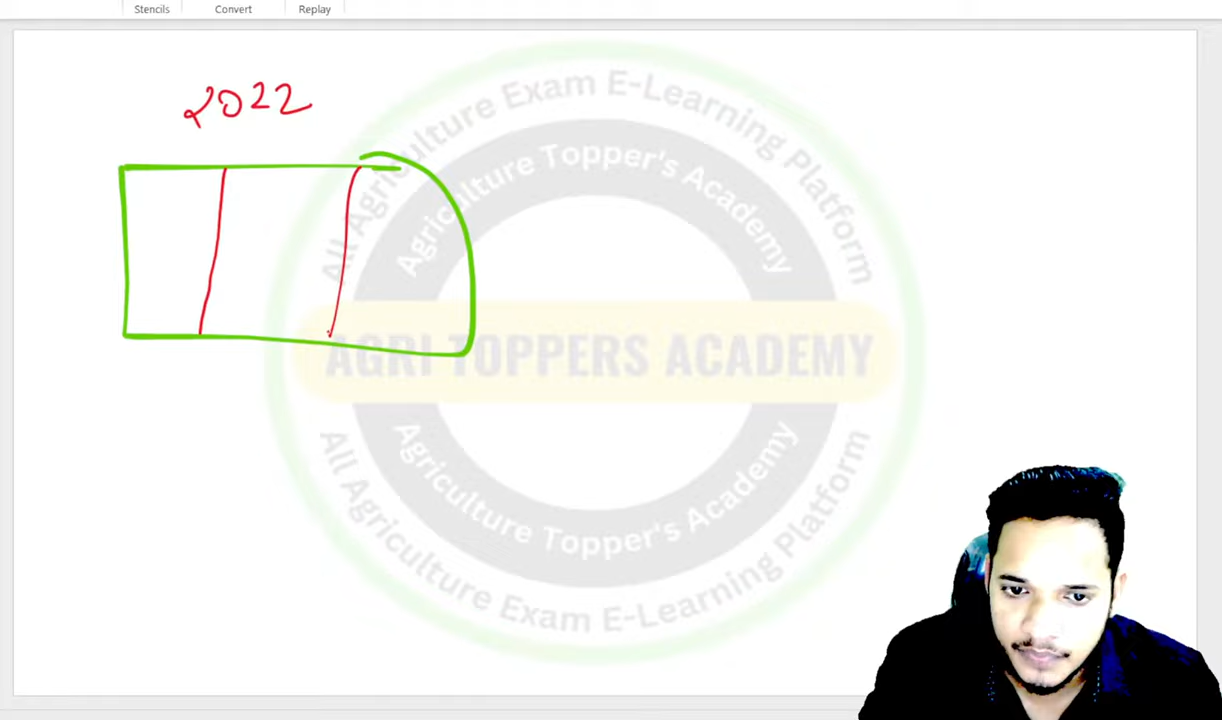 Stencils Convert Replay
2022
All Agriculture Exam E-Learning Platform
Agriculture Topper's Academy
AGRI TOPPERS ACADEMY
Agriculture Topper's Academy
All Agriculture Exam E-Learning Platform